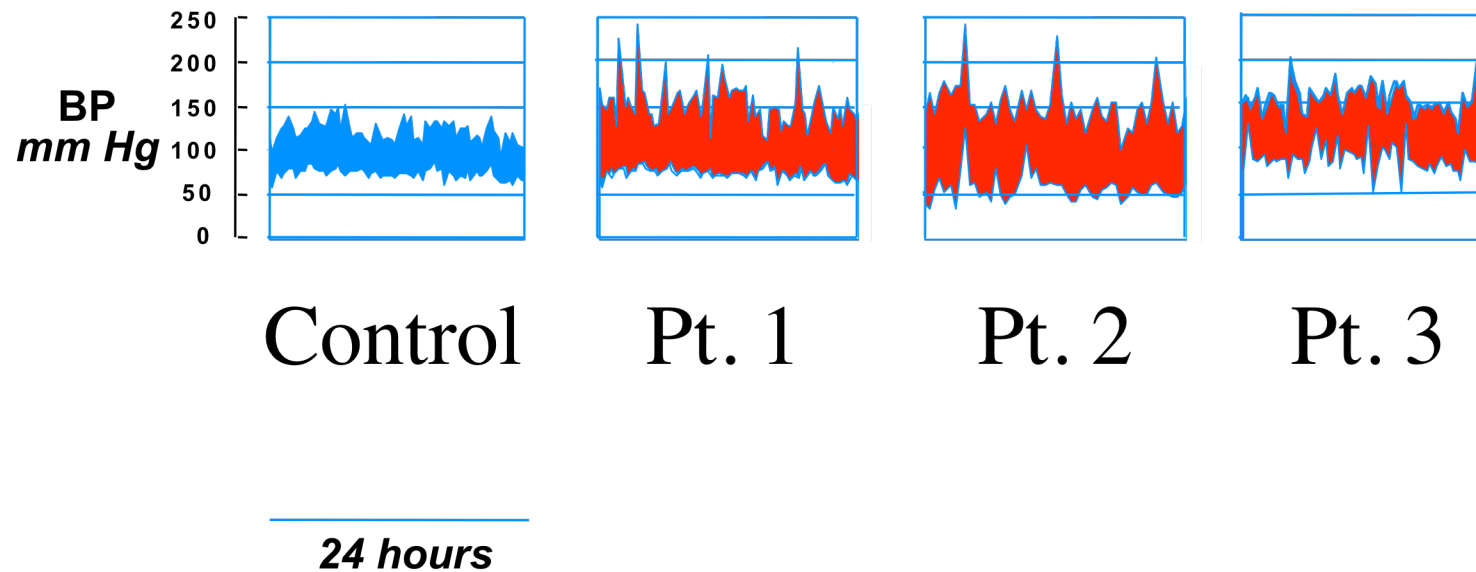 250
200
150
100
50
0
BP
mm Hg
Control
Pt. 1
Pt. 2
Pt. 3
24 hours